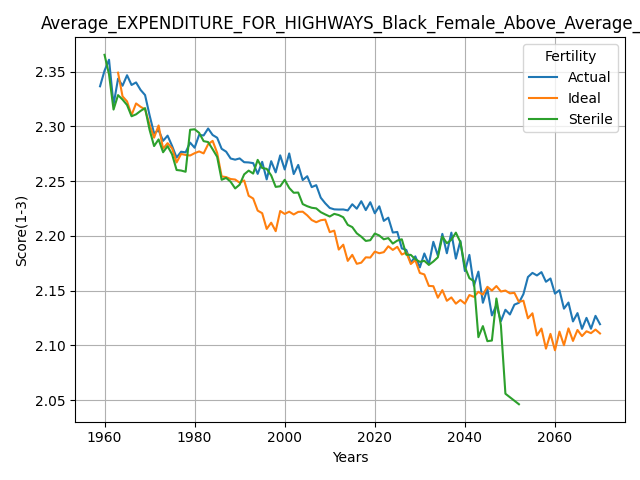 Average_EXPENDITURE_FOR_HIGHWAYS_Black_Female_Above_Average_
Fertility
Actual
Ideal
Sterile
Score(1-3)
2.35
2.30
2.25
2.20
2.15
2.10
2.05
1960 1980 2000 2020 2040 2060
Years